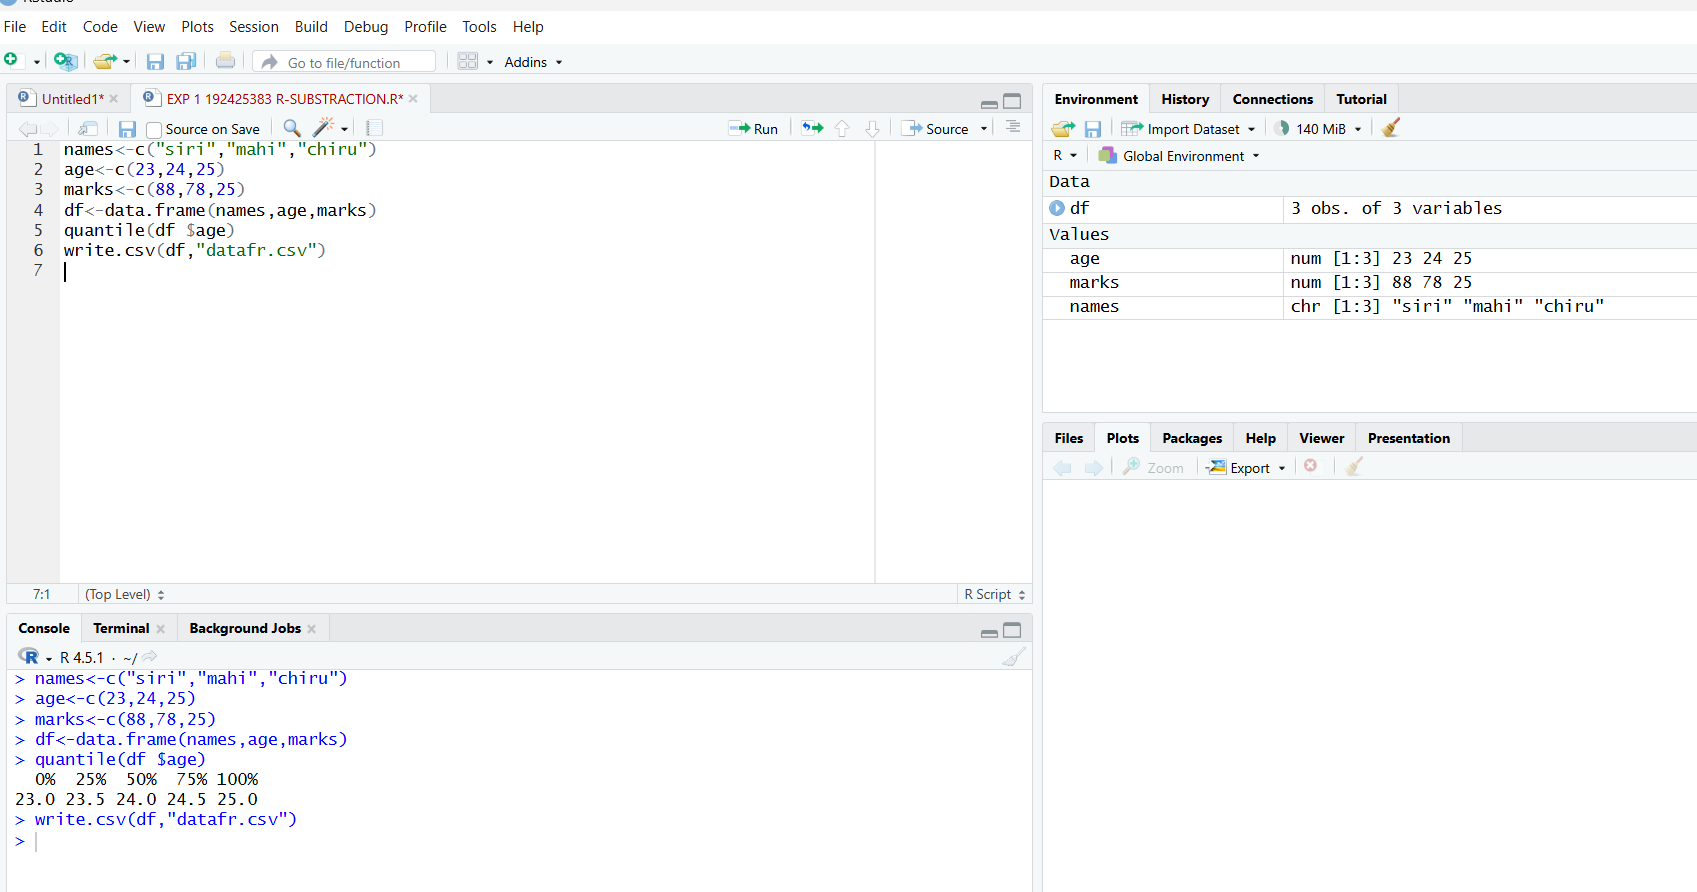 File Edit Code View Plots Session Build Debug Profile Tools Help
Go to file/function Addins
Untitled1* EXP 1 192425383 R-SUBSTRACTION.R*
Source on Save Run Source
1 names<-c("siri","mahi","chiru")
2 age<-c(23,24,25)
3 marks<-c(88,78,25)
4 df<-data.frame(names,age,marks)
5 quantile(df $age)
6 write.csv(df,"datafr.csv")
7
7:1 (Top Level) R Script
Console Terminal Background Jobs
R 4.5.1 · ~/
> names<-c("siri","mahi","chiru")
> age<-c(23,24,25)
> marks<-c(88,78,25)
> df<-data.frame(names,age,marks)
> quantile(df $age)
0% 25% 50% 75% 100%
23.0 23.5 24.0 24.5 25.0
> write.csv(df,"datafr.csv")
>
Environment History Connections Tutorial
Import Dataset 140 MiB
R Global Environment
Data
df 3 obs. of 3 variables
Values
age num [1:3] 23 24 25
marks num [1:3] 88 78 25
names chr [1:3] "siri" "mahi" "chiru"
Files Plots Packages Help Viewer Presentation
Zoom Export